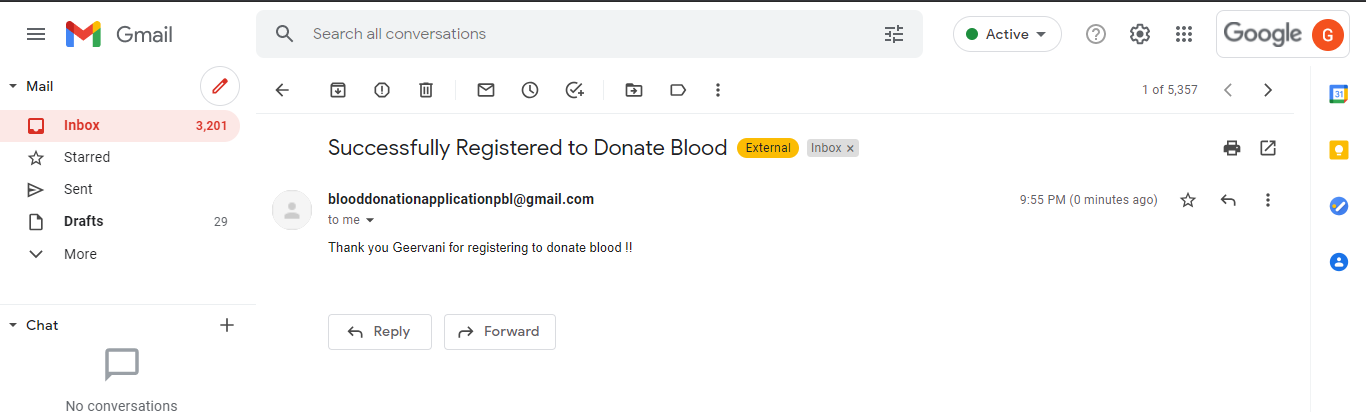 Gmail
Search all conversations
Active
Google
G
Mail
1 of 5,357
31
Inbox 3,201
Successfully Registered to Donate Blood External Inbox x
Starred
Sent
blooddonationapplicationpbl@gmail.com 9:55 PM (0 minutes ago)
to me
Drafts 29
Thank you Geervani for registering to donate blood !!
More
Chat
Reply
Forward
No conversations